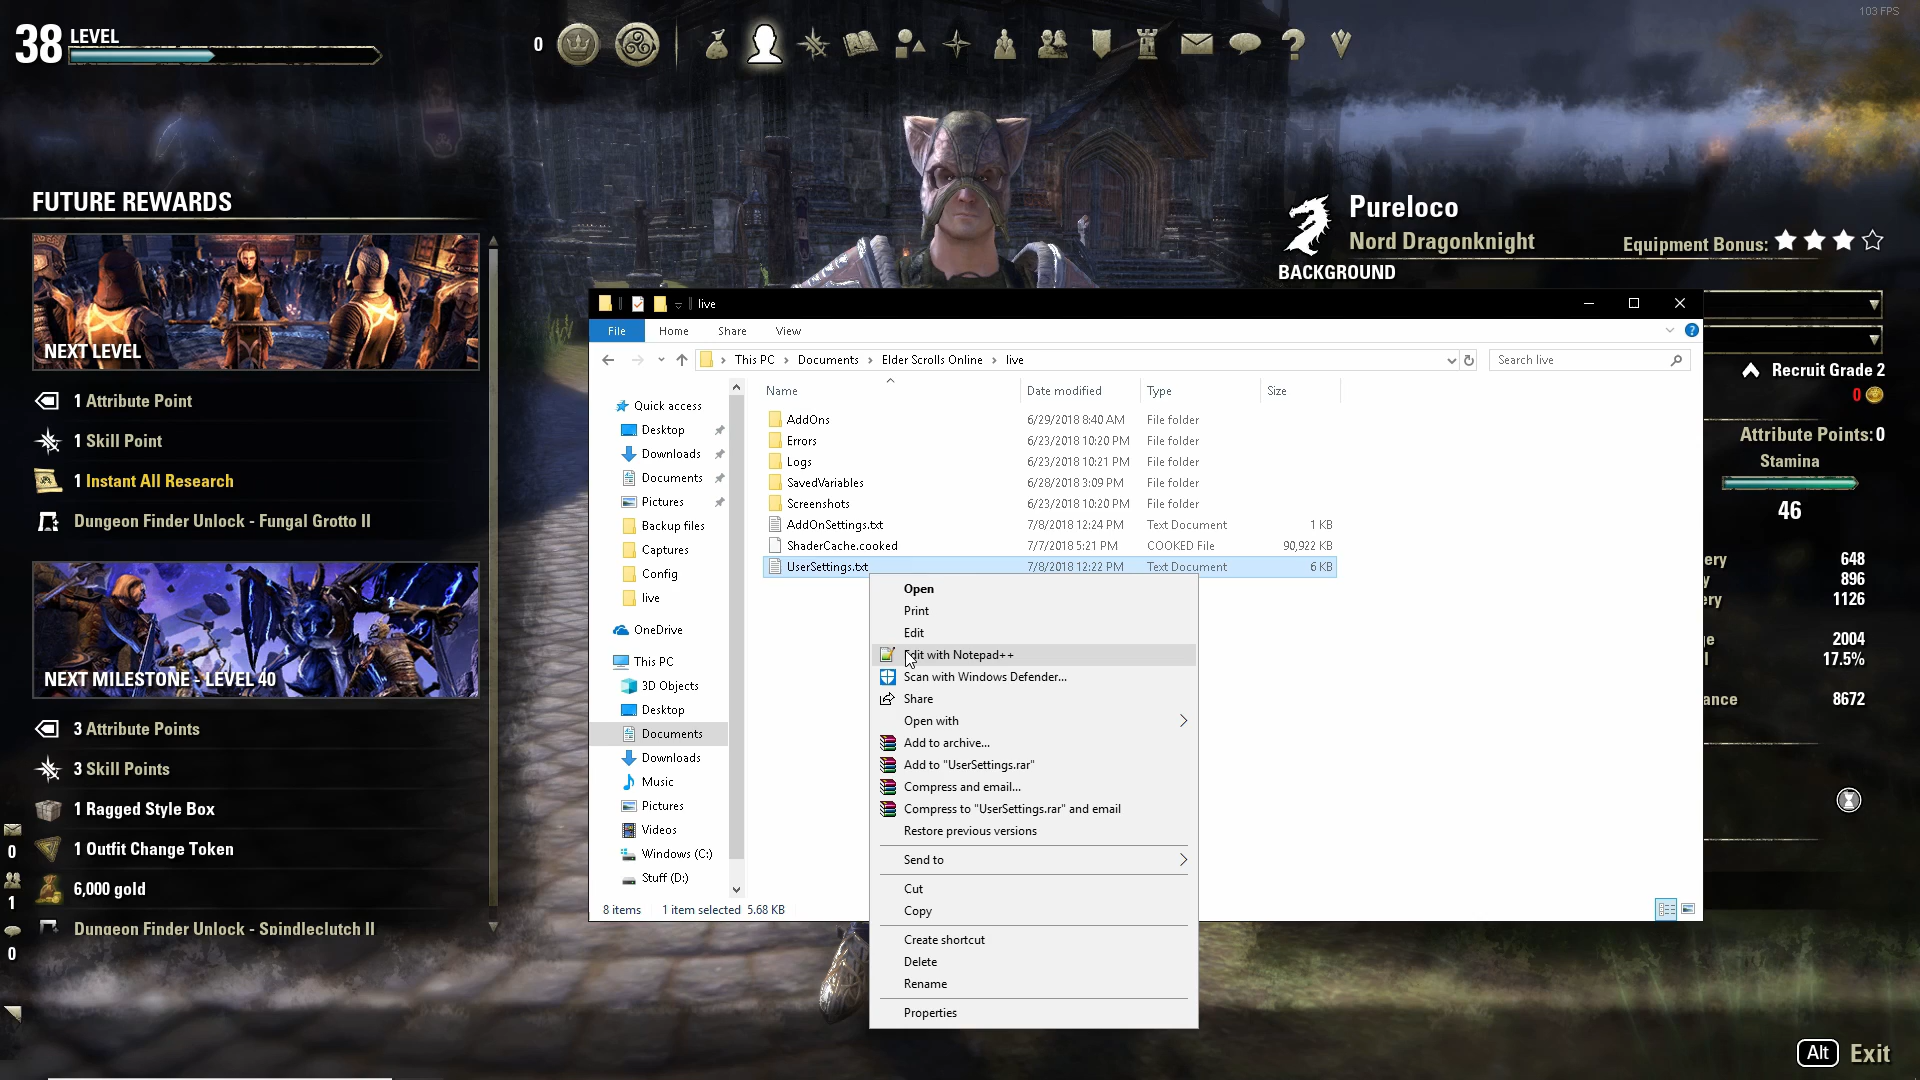 103 FPS
38 LEVEL
0
FUTURE REWARDS
NEXT LEVEL
1 Attribute Point
1 Skill Point
1 Instant All Research
Dungeon Finder Unlock - Fungal Grotto II
NEXT MILESTONE - LEVEL 40
3 Attribute Points
3 Skill Points
1 Ragged Style Box
0
1 Outfit Change Token
6,000 gold
1
Dungeon Finder Unlock - Spindleclutch II
0
Pureloco
Nord Dragonknight
Equipment Bonus:
BACKGROUND
Recruit Grade 2
0
Attribute Points: 0
Stamina
46
ery 648
y 896
ery 1126
e 2004
l 17.5%
ance 8672
live
File Home Share View
This PC Documents Elder Scrolls Online live
Search live
Quick access
Desktop
Downloads
Documents
Pictures
Backup files
Captures
Config
live
OneDrive
This PC
3D Objects
Desktop
Documents
Downloads
Music
Pictures
Videos
Windows (C:)
Stuff (D:)
Name Date modified Type Size
AddOns 6/29/2018 8:40 AM File folder
Errors 6/23/2018 10:20 PM File folder
Logs 6/23/2018 10:21 PM File folder
SavedVariables 6/28/2018 3:09 PM File folder
Screenshots 6/23/2018 10:20 PM File folder
AddOnSettings.txt 7/8/2018 12:24 PM Text Document 1 KB
ShaderCache.cooked 7/7/2018 5:21 PM COOKED File 90,922 KB
UserSettings.txt 7/8/2018 12:22 PM Text Document 6 KB
Open
Print
Edit
Edit with Notepad++
Scan with Windows Defender...
Share
Open with
Add to archive...
Add to "UserSettings.rar"
Compress and email...
Compress to "UserSettings.rar" and email
Restore previous versions
Send to
Cut
Copy
Create shortcut
Delete
Rename
Properties
8 items 1 item selected 5.68 KB
Alt Exit